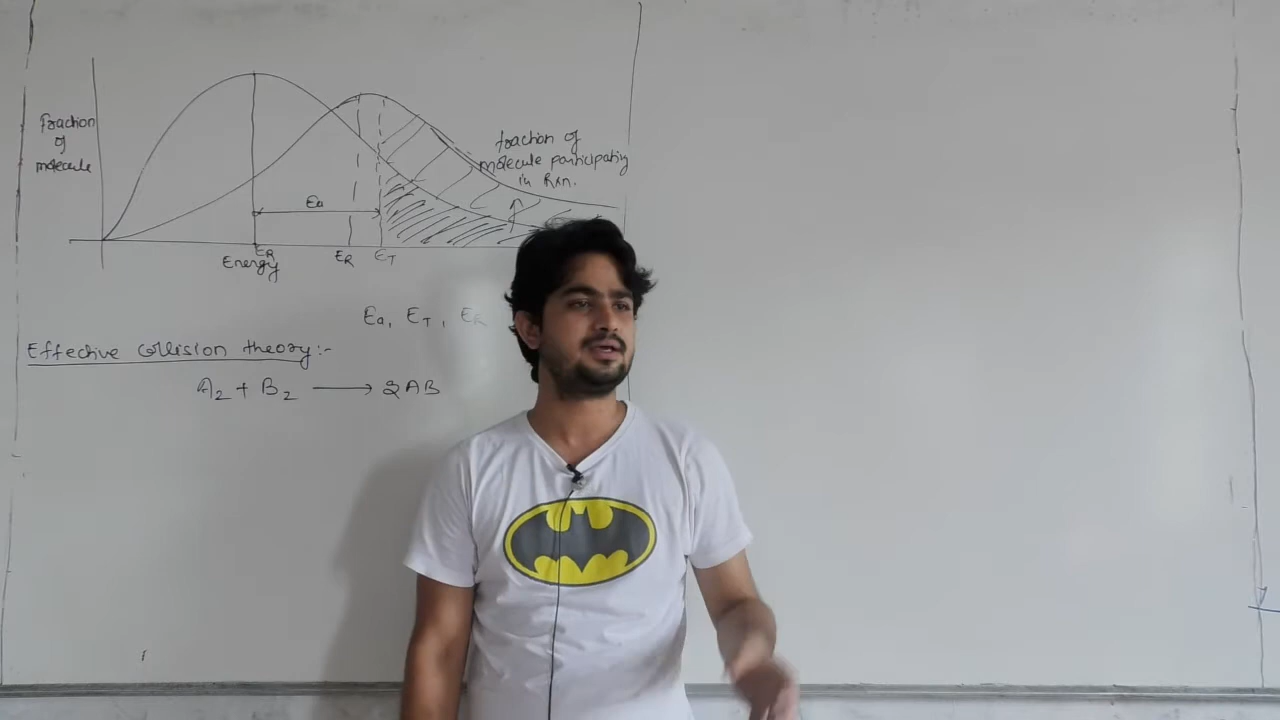 Fraction
of
molecule
fraction of
molecule participating
in Rxn.
Ea
ER
Energy
ER
ET
Ea, ET, ER
Effective collision theory:-
A2 + B2 ⟶ 2AB